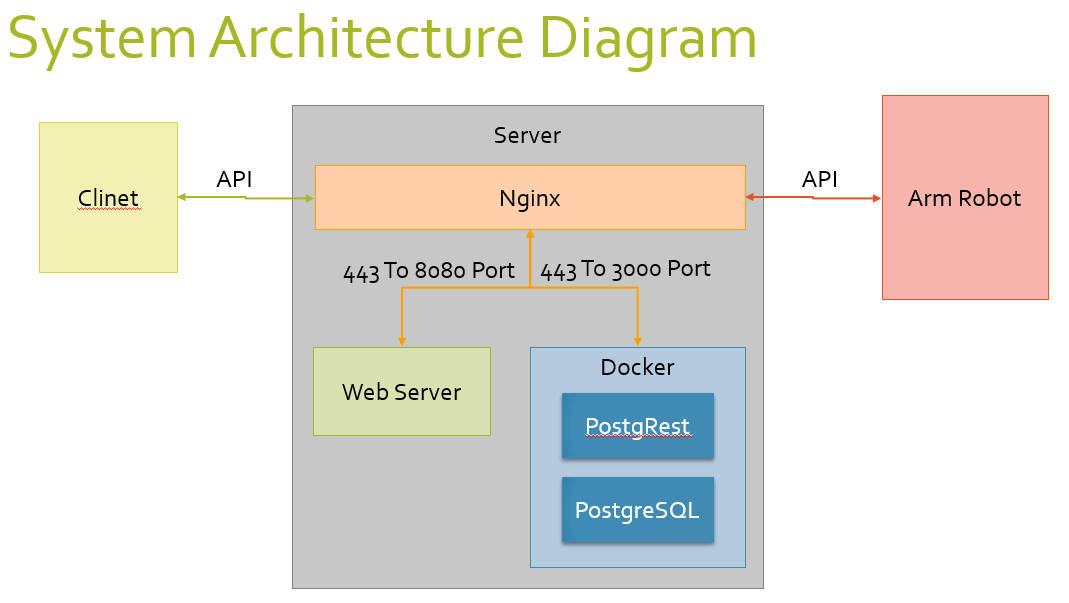 System Architecture Diagram
Server
Clinet
API
Nginx
API
Arm Robot
443 To 8080 Port
443 To 3000 Port
Web Server
Docker
PostgRest
PostgreSQL